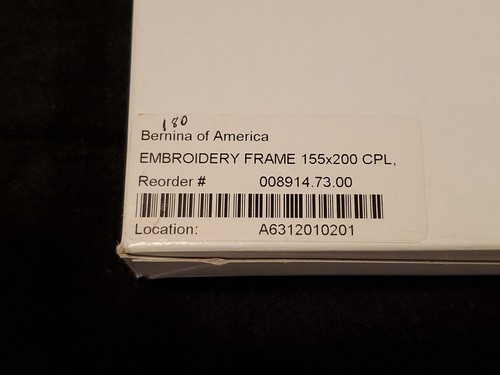 180
Bernina of America
EMBROIDERY FRAME 155x200 CPL,
Reorder # 008914.73.00
Location: A6312010201